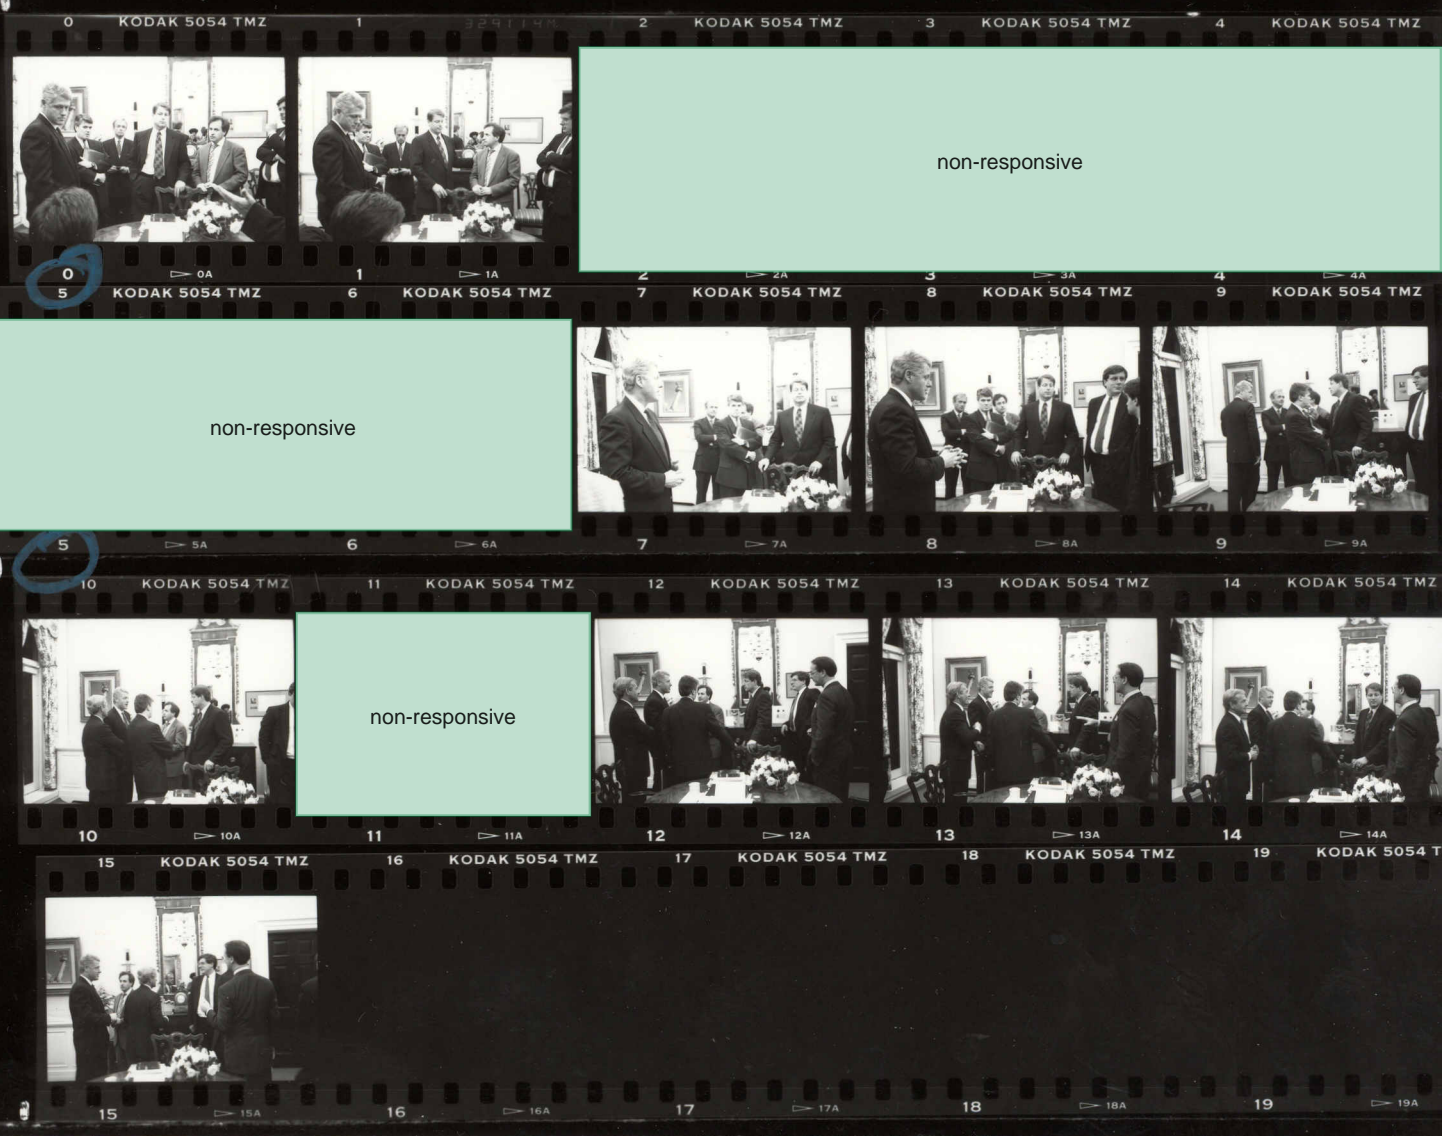 0 KODAK 5054 TMZ 1 2 KODAK 5054 TMZ 3 KODAK 5054 TMZ 4 KODAK 5054 TMZ
non-responsive
0 0A 1 1A 2 2A 3 3A 4 4A
5 KODAK 5054 TMZ 6 KODAK 5054 TMZ 7 KODAK 5054 TMZ 8 KODAK 5054 TMZ 9 KODAK 5054 TMZ
non-responsive
5 5A 6 6A 7 7A 8 8A 9 9A
10 KODAK 5054 TMZ 11 KODAK 5054 TMZ 12 KODAK 5054 TMZ 13 KODAK 5054 TMZ 14 KODAK 5054 TMZ
non-responsive
10 10A 11 11A 12 12A 13 13A 14 14A
15 KODAK 5054 TMZ 16 KODAK 5054 TMZ 17 KODAK 5054 TMZ 18 KODAK 5054 TMZ 19 KODAK 5054 T
15 15A 16 16A 17 17A 18 18A 19 19A